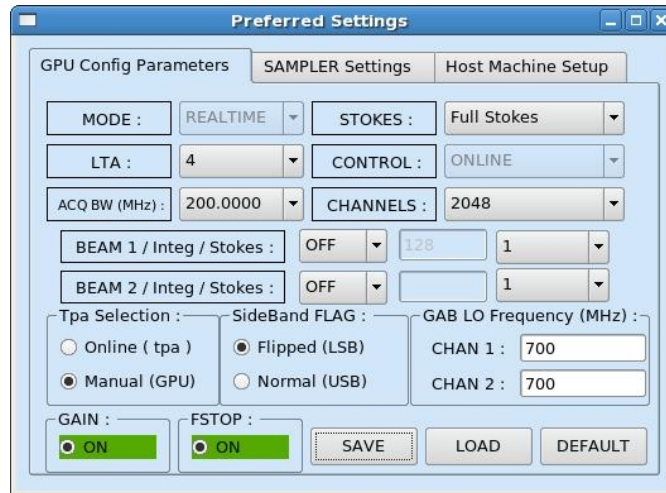 Preferred Settings
GPU Config Parameters SAMPLER Settings Host Machine Setup
MODE : REALTIME STOKES : Full Stokes
LTA : 4 CONTROL : ONLINE
ACQ BW (MHz) : 200.0000 CHANNELS : 2048
BEAM 1 / Integ / Stokes : OFF 128 1
BEAM 2 / Integ / Stokes : OFF 1
Tpa Selection : SideBand FLAG : GAB LO Frequency (MHz) :
Online ( tpa ) Flipped (LSB) CHAN 1 : 700
Manual (GPU) Normal (USB) CHAN 2 : 700
GAIN : FSTOP :
ON ON SAVE LOAD DEFAULT